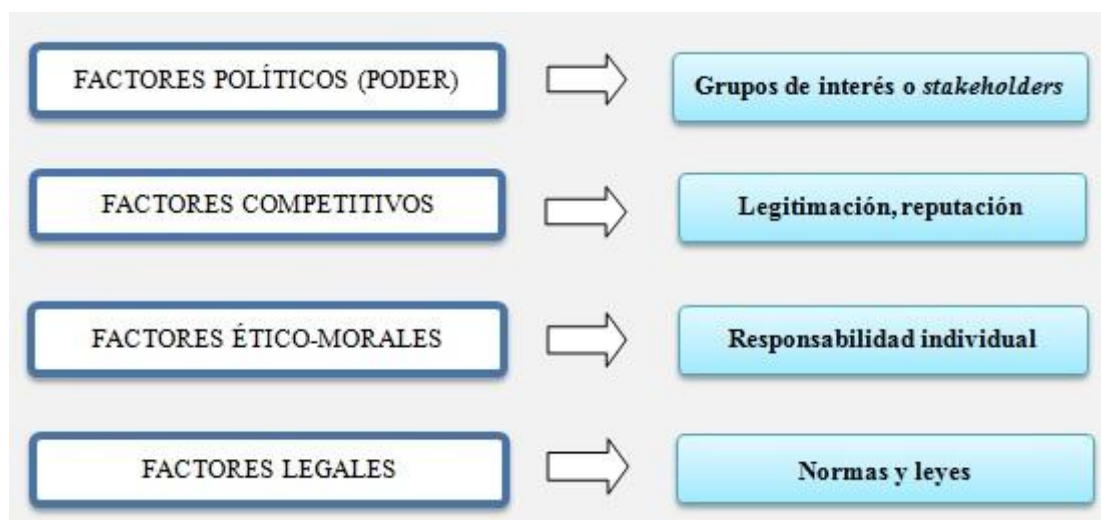 FACTORES POLÍTICOS (PODER)
Grupos de interés o stakeholders
FACTORES COMPETITIVOS
Legitimación, reputación
FACTORES ÉTICO-MORALES
Responsabilidad individual
FACTORES LEGALES
Normas y leyes